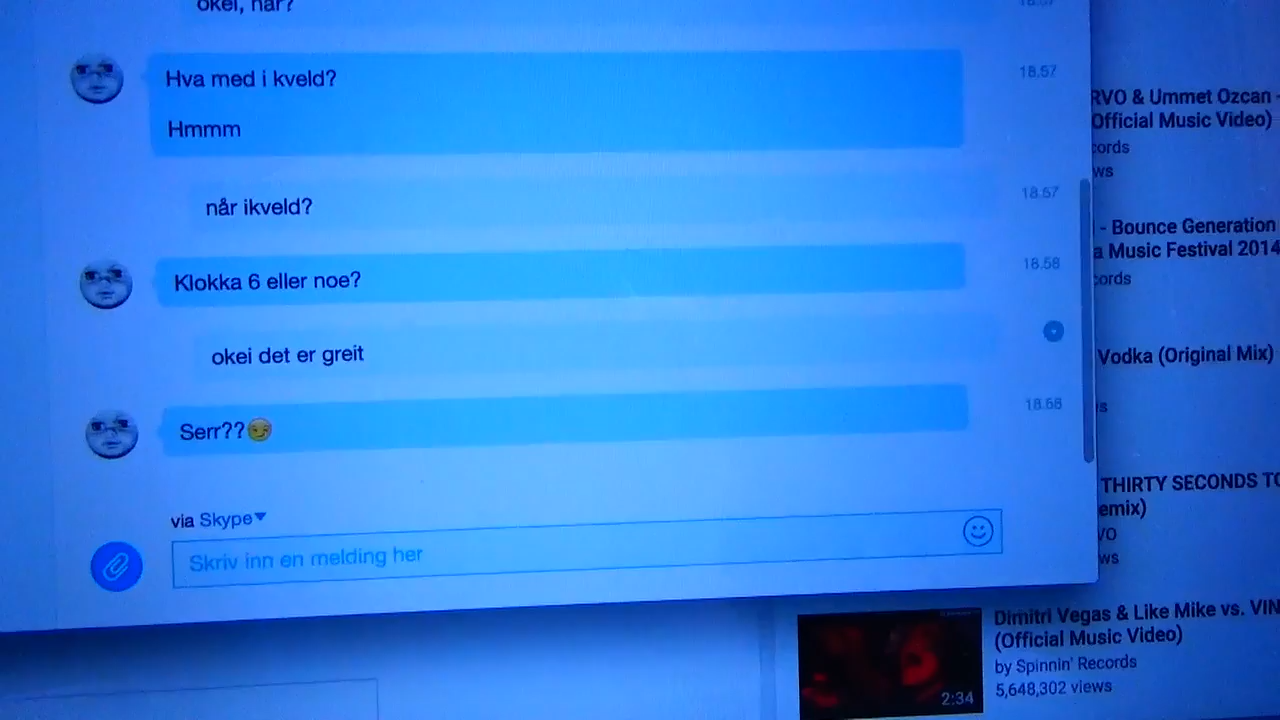 okei, når?
18.57
Hva med i kveld?
18.57
Hmmm
når ikveld?
18.57
Klokka 6 eller noe?
18.58
okei det er greit
Serr??😏
18.58
via Skype
Skriv inn en melding her
RVO & Ummet Ozcan -
Official Music Video)
cords
ws
- Bounce Generation
a Music Festival 2014
cords
Vodka (Original Mix)
s
THIRTY SECONDS TO
emix)
VO
ws
Dimitri Vegas & Like Mike vs. VIN
(Official Music Video)
by Spinnin' Records
5,648,302 views
2:34